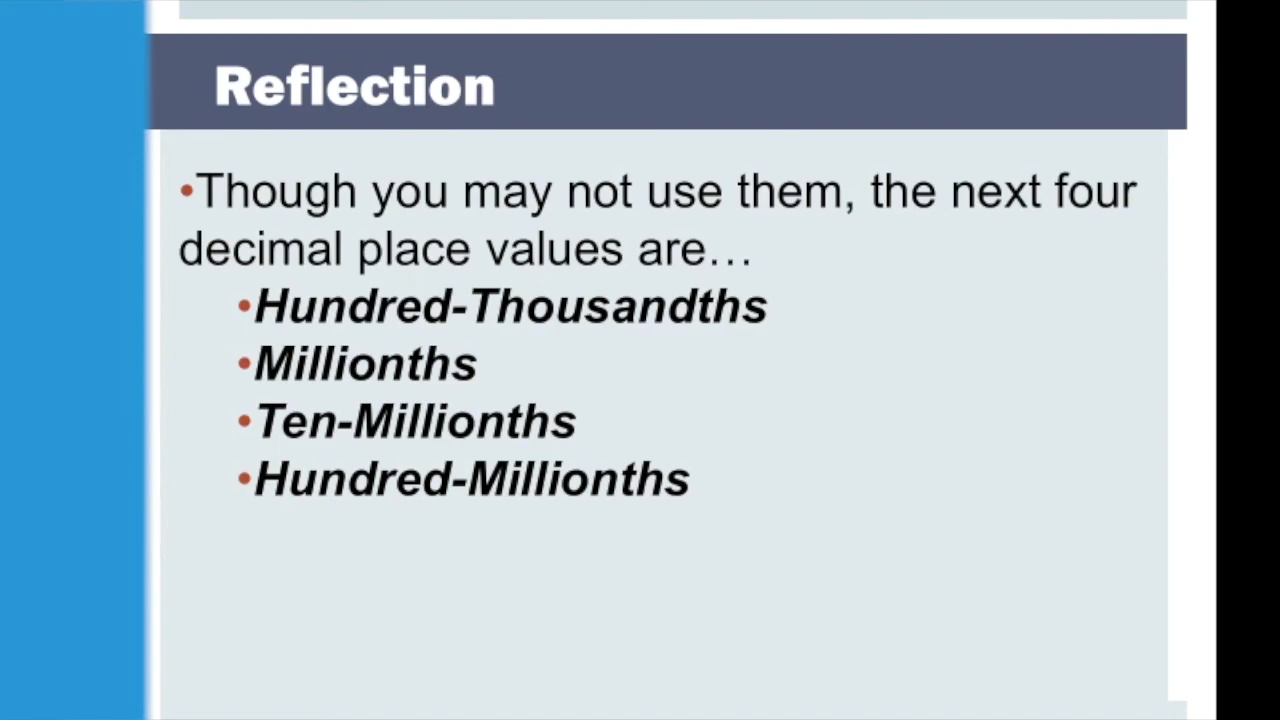 Reflection
•Though you may not use them, the next four
decimal place values are…
•Hundred-Thousandths
•Millionths
•Ten-Millionths
•Hundred-Millionths